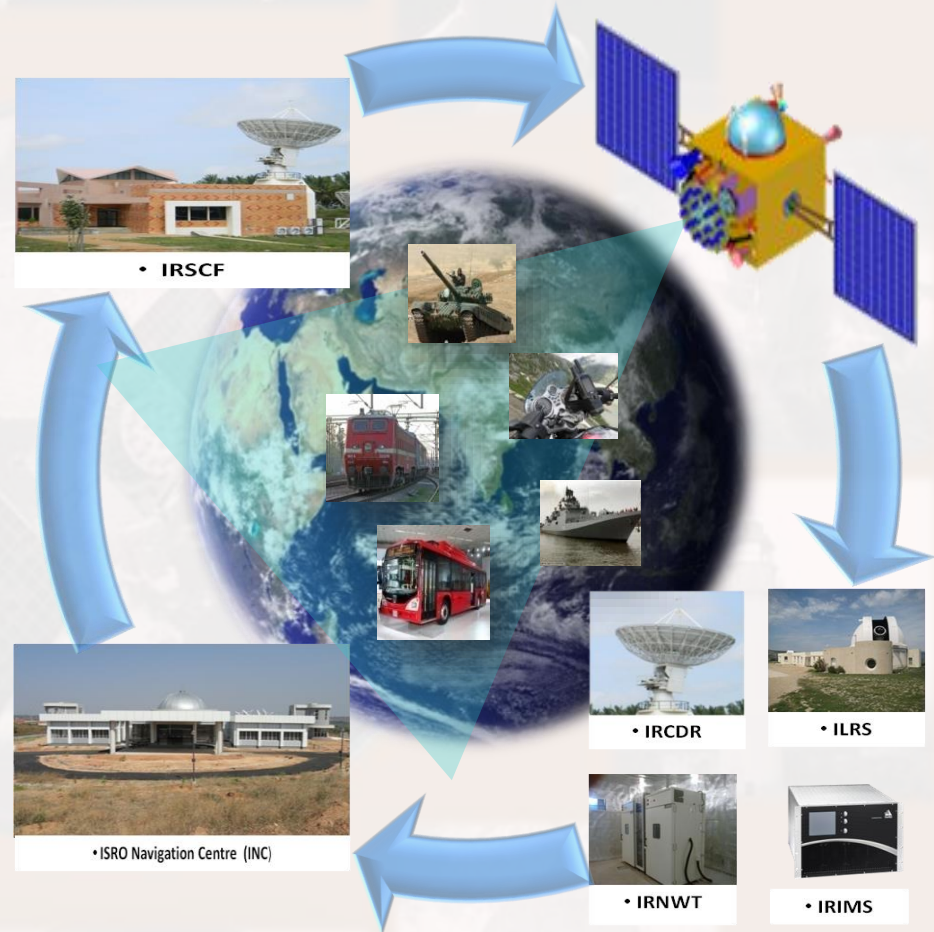 • IRSCF
• IRCDR
• ILRS
• ISRO Navigation Centre (INC)
• IRNWT
• IRIMS